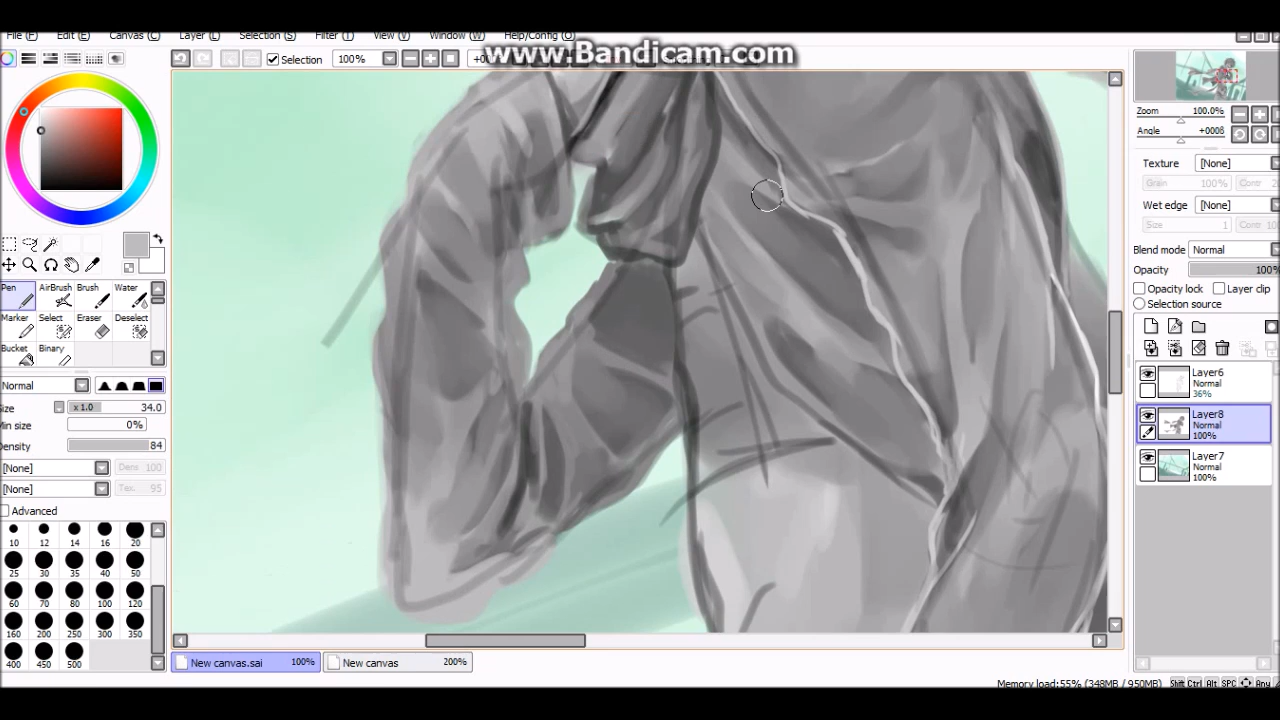 File (F) Edit (E) Canvas (C) Layer (L) Selection (S) Filter (T) View (V) Window (W) Help/Config (O)
www.Bandicam.com
Selection 100%
Zoom 100.0%
Angle +0008
Texture [None]
Grain 100%
Wet edge [None]
Size 1 0%
Blend mode Normal
Opacity 100%
Opacity lock Layer clip
Selection source
Layer6
Normal
36%
Layer8
Normal
100%
Layer7
Normal
100%
Pen AirBrush Brush Water
Marker Select Eraser Deselect
Bucket Binary
Normal
Size x 1.0 34.0
Min size 0%
Density 84
[None]
[None] Tex. 95
Advanced
10 12 14 16 20
25 30 35 40 50
60 70 80 100 120
160 200 250 300 350
400 450 500
New canvas.sai 100% New canvas 200%
Memory load:55% (348MB / 950MB) Shift Ctrl Alt SPC Any